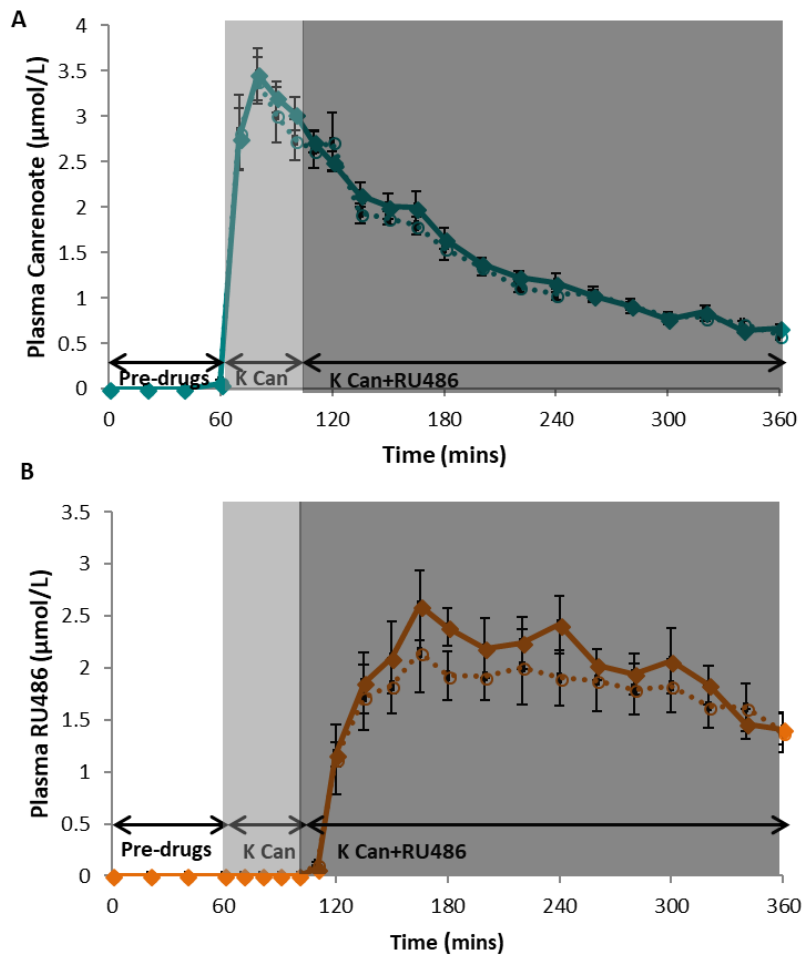 A
Plasma Canrenoate (µmol/L)
4
3.5
3
2.5
2
1.5
1
0.5
0
Pre-drugs K Can K Can+RU486
0 60 120 180 240 300 360
Time (mins)
B
Plasma RU486 (µmol/L)
3.5
3
2.5
2
1.5
1
0.5
0
Pre-drugs K Can K Can+RU486
0 60 120 180 240 300 360
Time (mins)